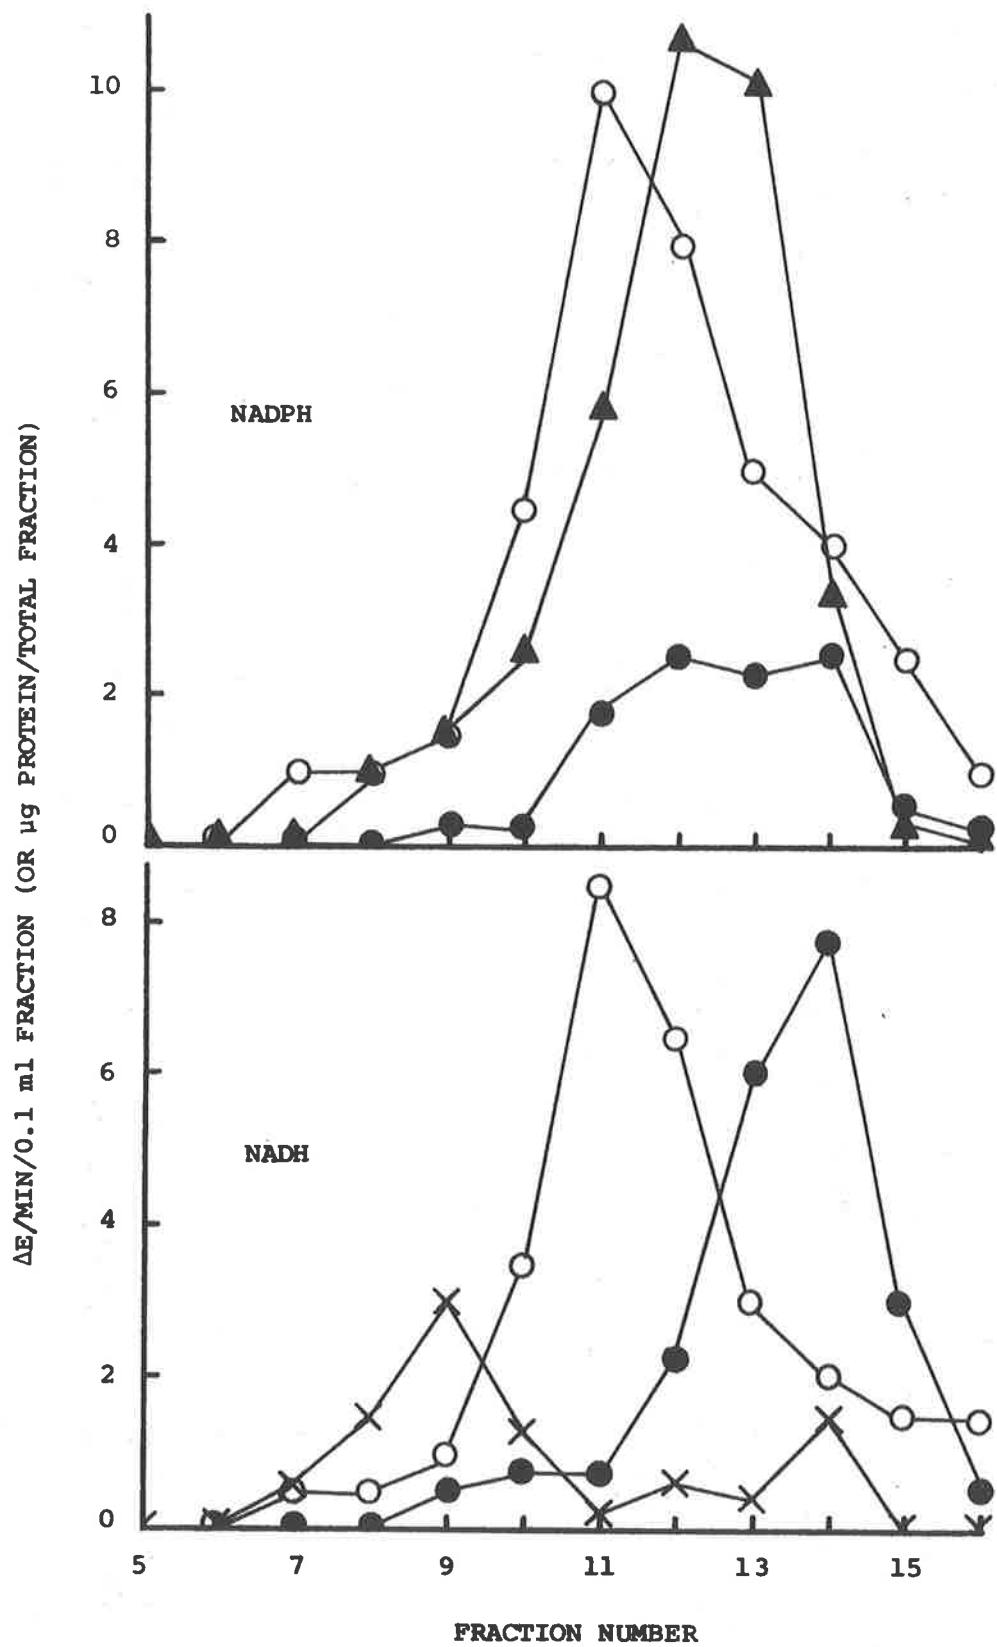 ΔE/MIN/0.1 ml FRACTION (OR μg PROTEIN/TOTAL FRACTION)
10
8
6
4
2
0
NADPH
8
6
4
2
0
NADH
5 7 9 11 13 15
FRACTION NUMBER